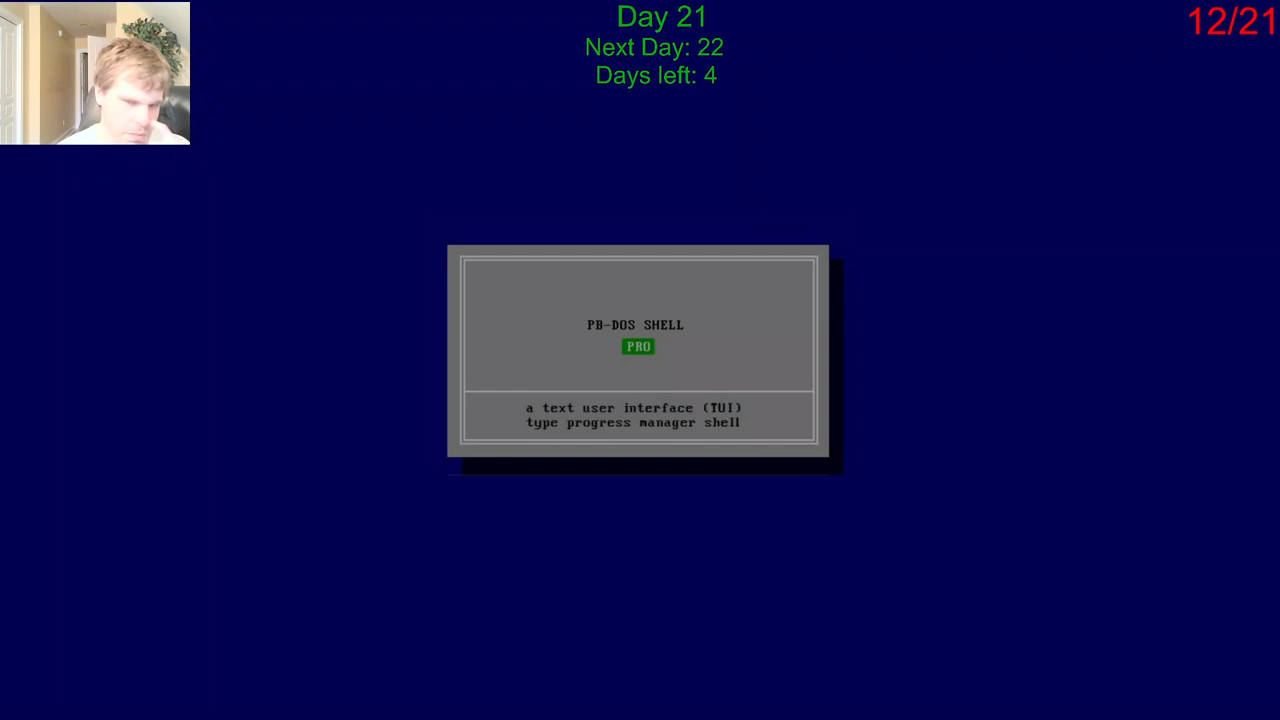 Day 21
Next Day: 22
Days left: 4
12/21
PB-DOS SHELL
PRO
a text user interface (TUI)
type progress manager shell